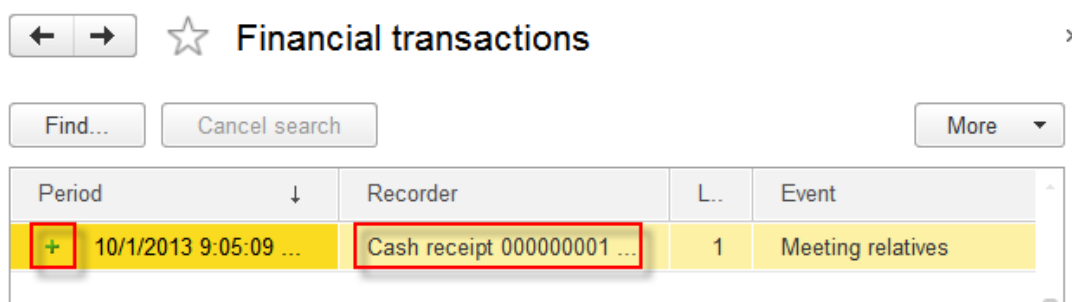 Financial transactions
Find... Cancel search More
Period ↓ Recorder L.. Event
+ 10/1/2013 9:05:09 ... Cash receipt 000000001 ... 1 Meeting relatives